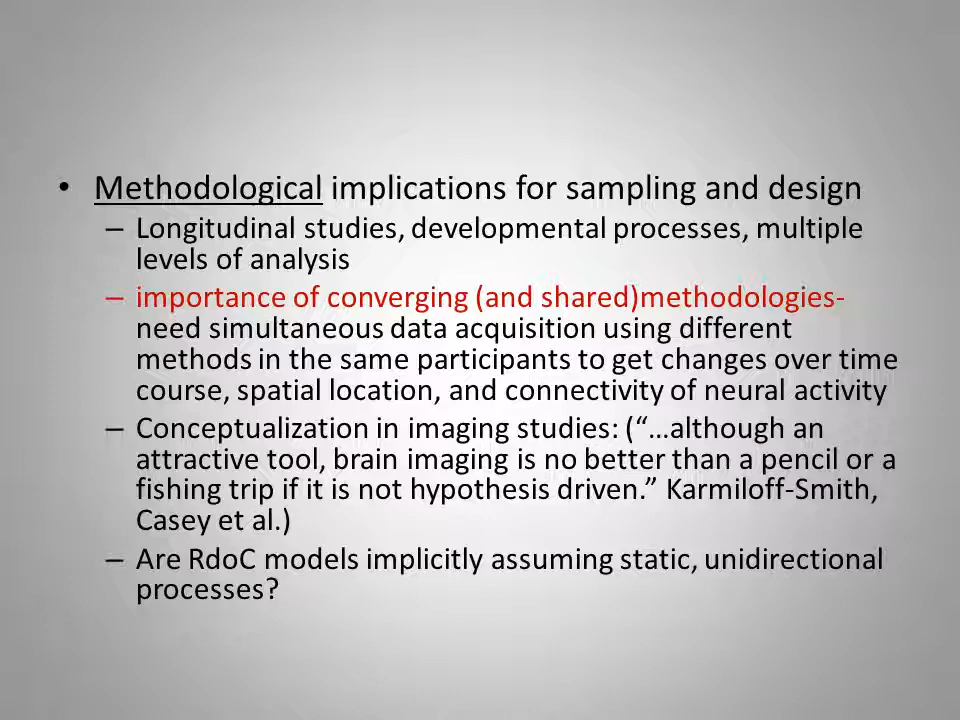 • Methodological implications for sampling and design
– Longitudinal studies, developmental processes, multiple
levels of analysis
– importance of converging (and shared)methodologies-
need simultaneous data acquisition using different
methods in the same participants to get changes over time
course, spatial location, and connectivity of neural activity
– Conceptualization in imaging studies: (“…although an
attractive tool, brain imaging is no better than a pencil or a
fishing trip if it is not hypothesis driven.” Karmiloff-Smith,
Casey et al.)
– Are RdoC models implicitly assuming static, unidirectional
processes?